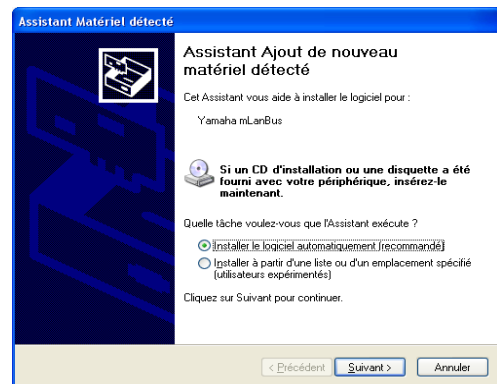 Assistant Matériel détecté
Assistant Ajout de nouveau
matériel détecté
Cet Assistant vous aide à installer le logiciel pour :
Yamaha mLanBus
Si un CD d'installation ou une disquette a été
fourni avec votre périphérique, insérez-le
maintenant.
Quelle tâche voulez-vous que l'Assistant exécute ?
Installer le logiciel automatiquement (recommandé)
Installer à partir d'une liste ou d'un emplacement spécifié
(utilisateurs expérimentés)
Cliquez sur Suivant pour continuer.
< Précédent Suivant > Annuler